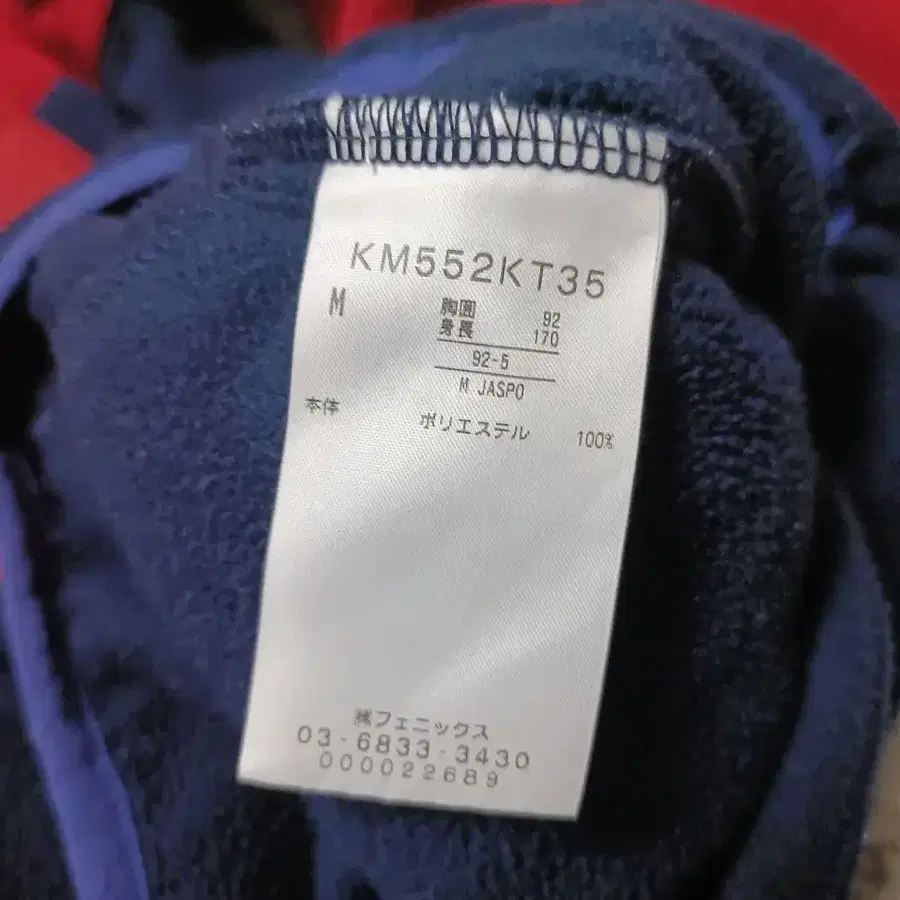 KM552KT35
M 胸囲 92
身長 170
92-5
M JASPO
本体 ポリエステル 100%
㈱フェニックス
03-6833-3430
000022689